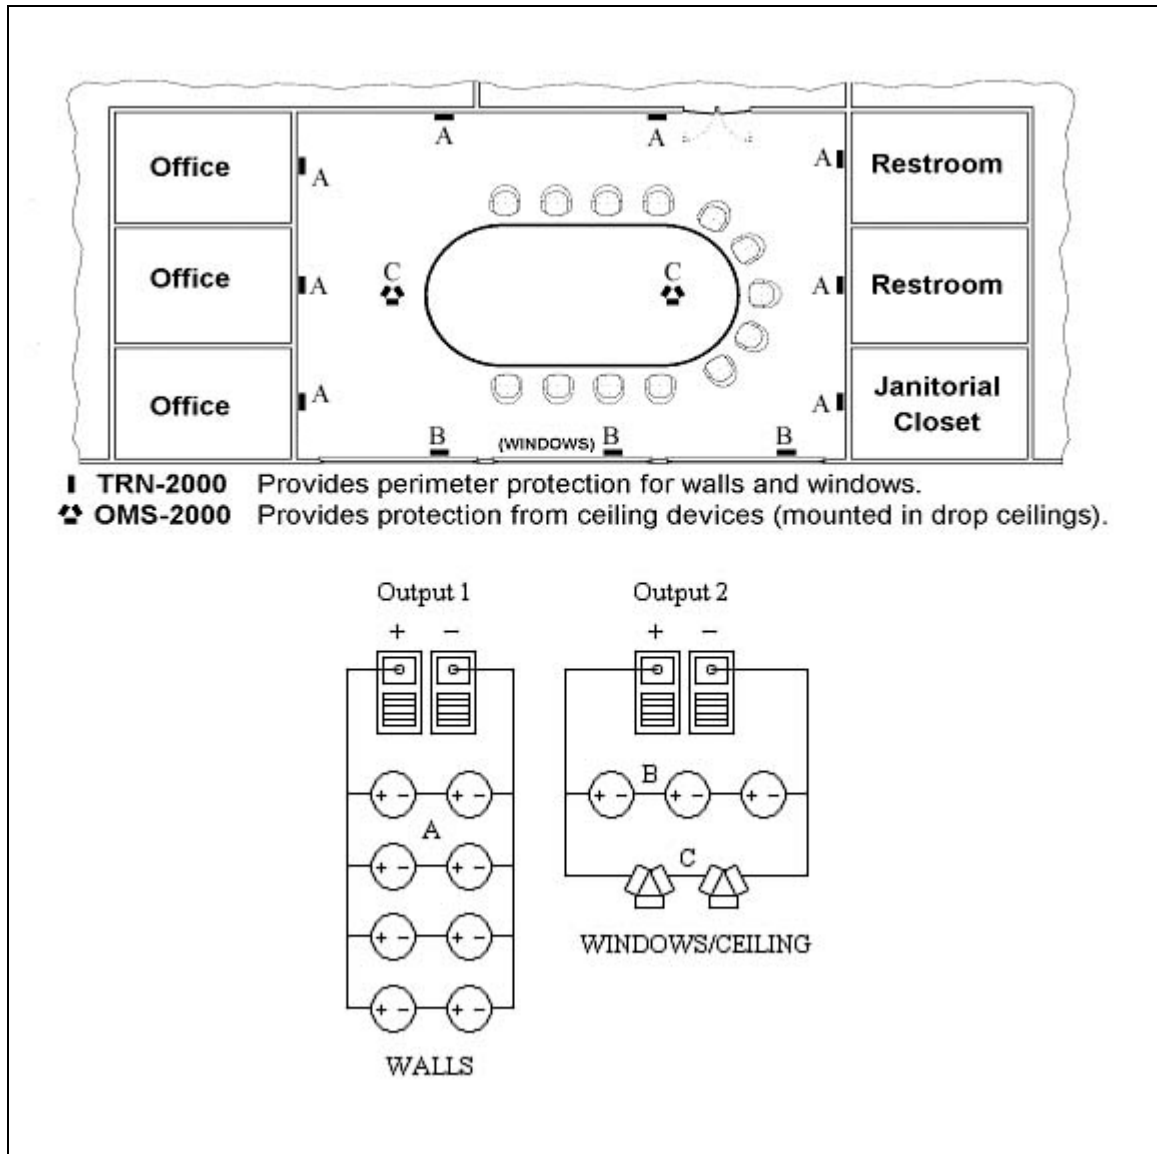 A A
Office A A Restroom
C C
Office A A Restroom
Office A A Janitorial
Closet
B (WINDOWS) B B
TRN-2000 Provides perimeter protection for walls and windows.
OMS-2000 Provides protection from ceiling devices (mounted in drop ceilings).
Output 1 Output 2
+ − + −
B
+ − + − + − + − + −
A
+ − + −
C
+ − + −
WINDOWS/CEILING
+ − + −
WALLS